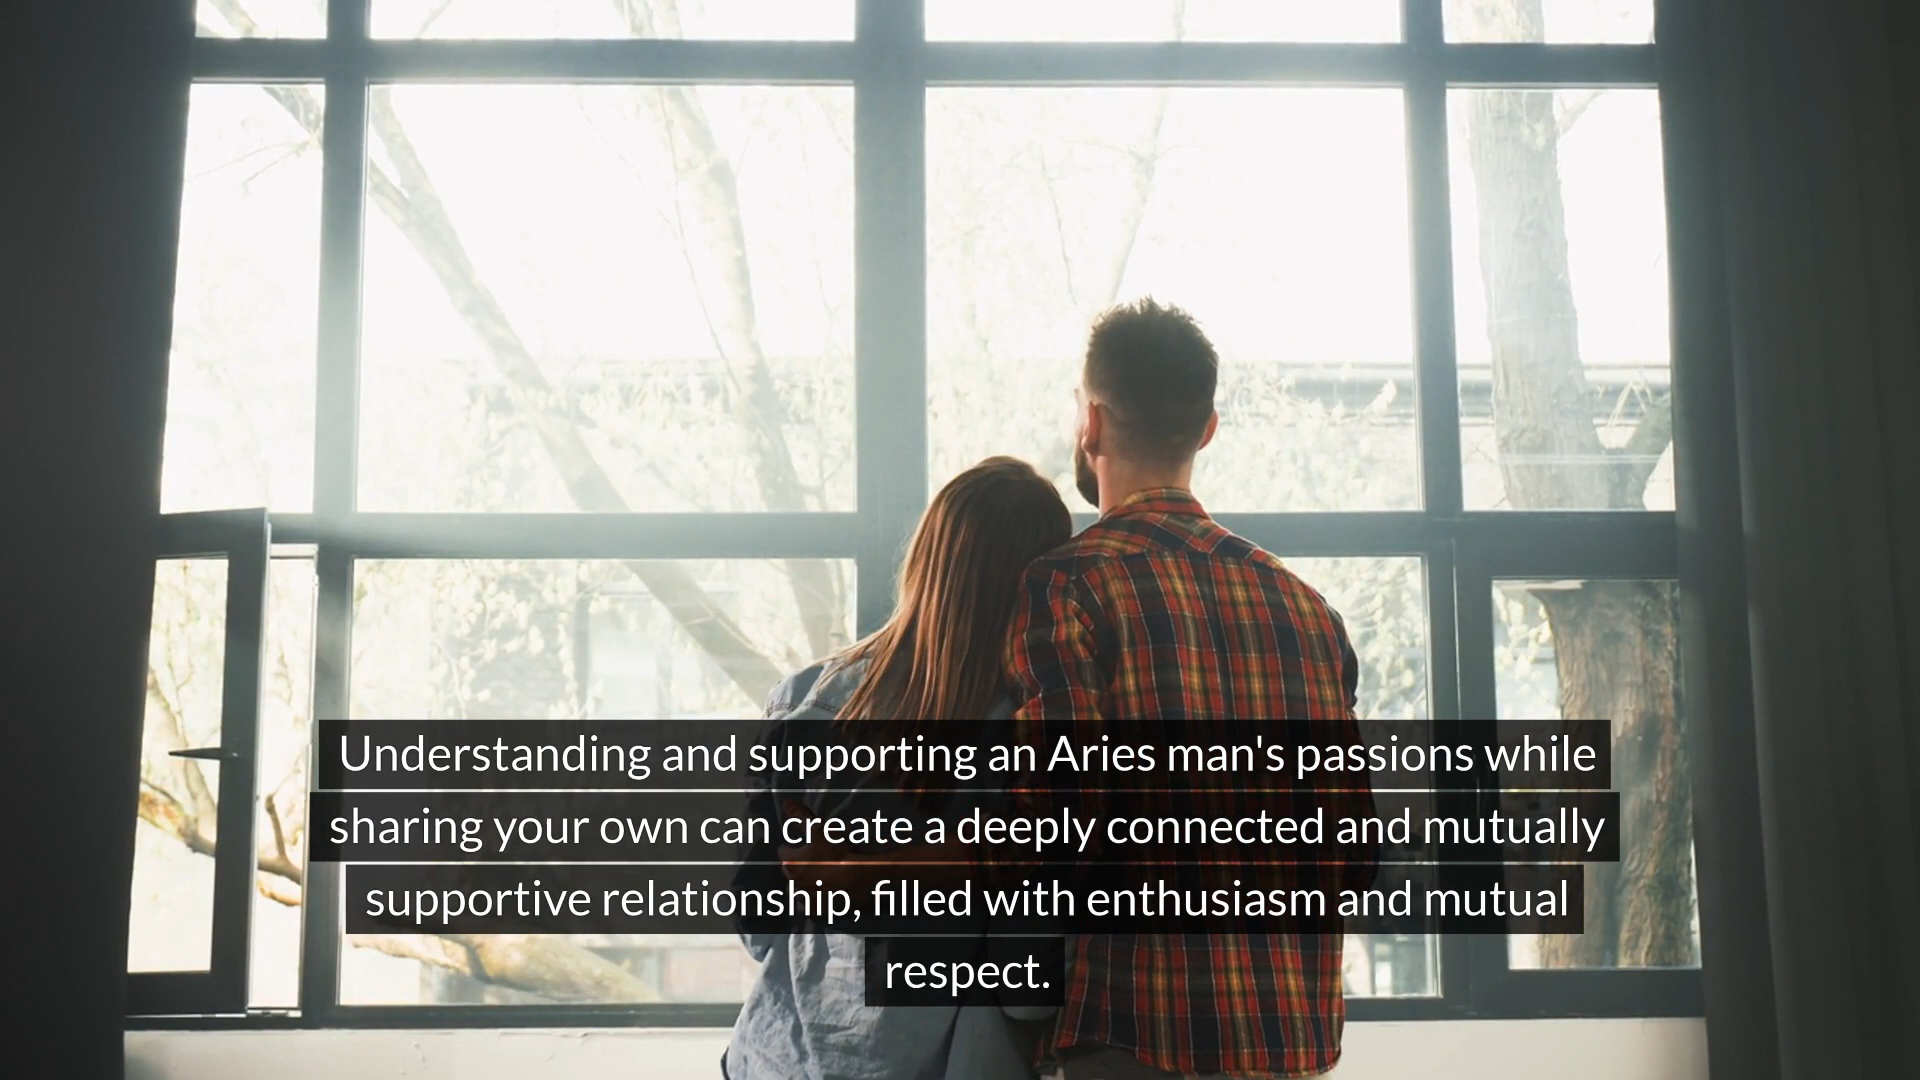 Understanding and supporting an Aries man's passions while
sharing your own can create a deeply connected and mutually
supportive relationship, filled with enthusiasm and mutual
respect.